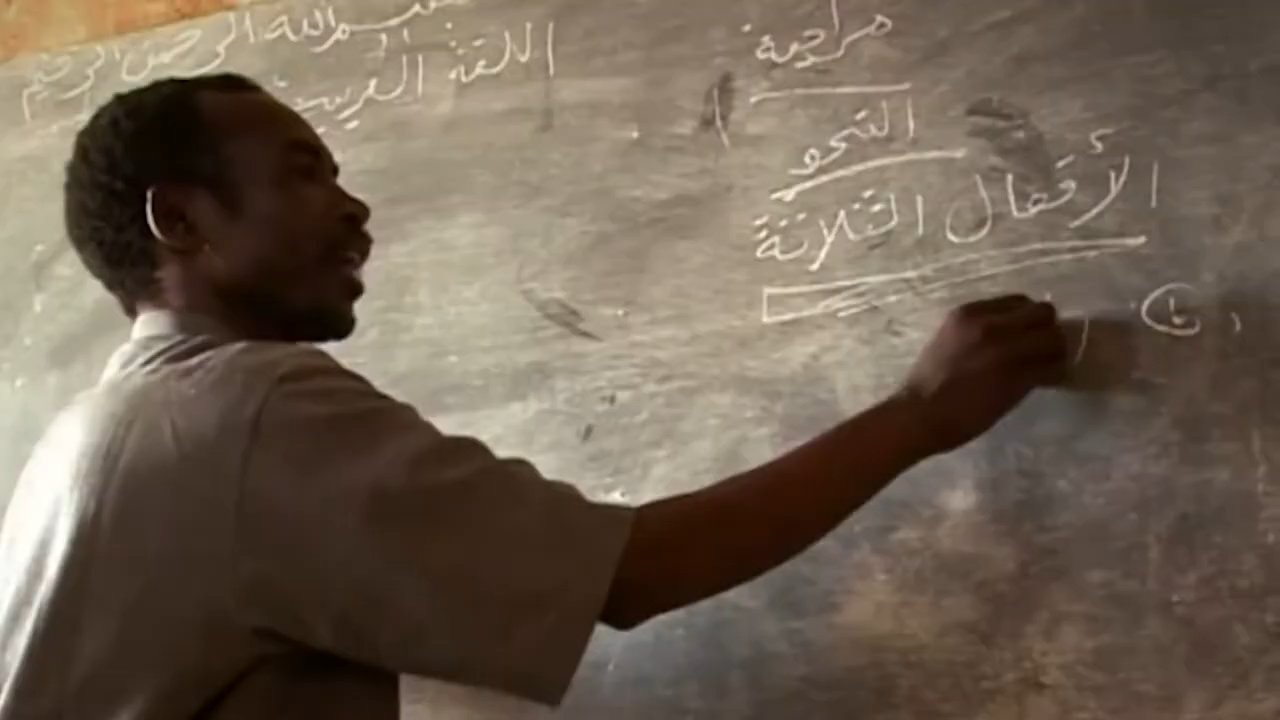 بسم الله الرحمن الرحيم
اللغة العربية
مراجعة
النحو
الأفعال الثلاثة